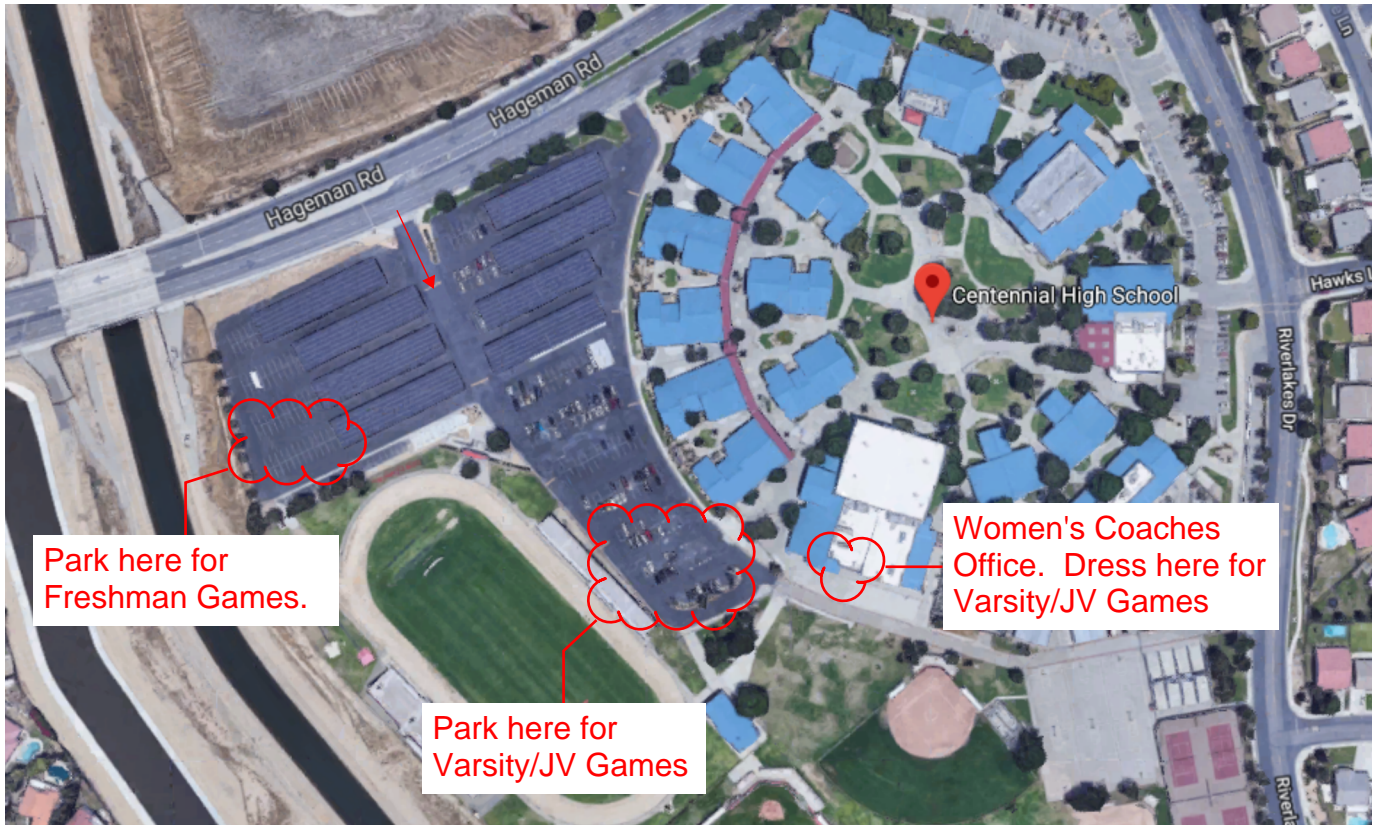 Hageman Rd
Hageman Rd
Centennial High School
Hawks L
Riverlakes Dr
Park here for
Freshman Games.
Women's Coaches
Office.  Dress here for
Varsity/JV Games
Park here for
Varsity/JV Games
Riverla